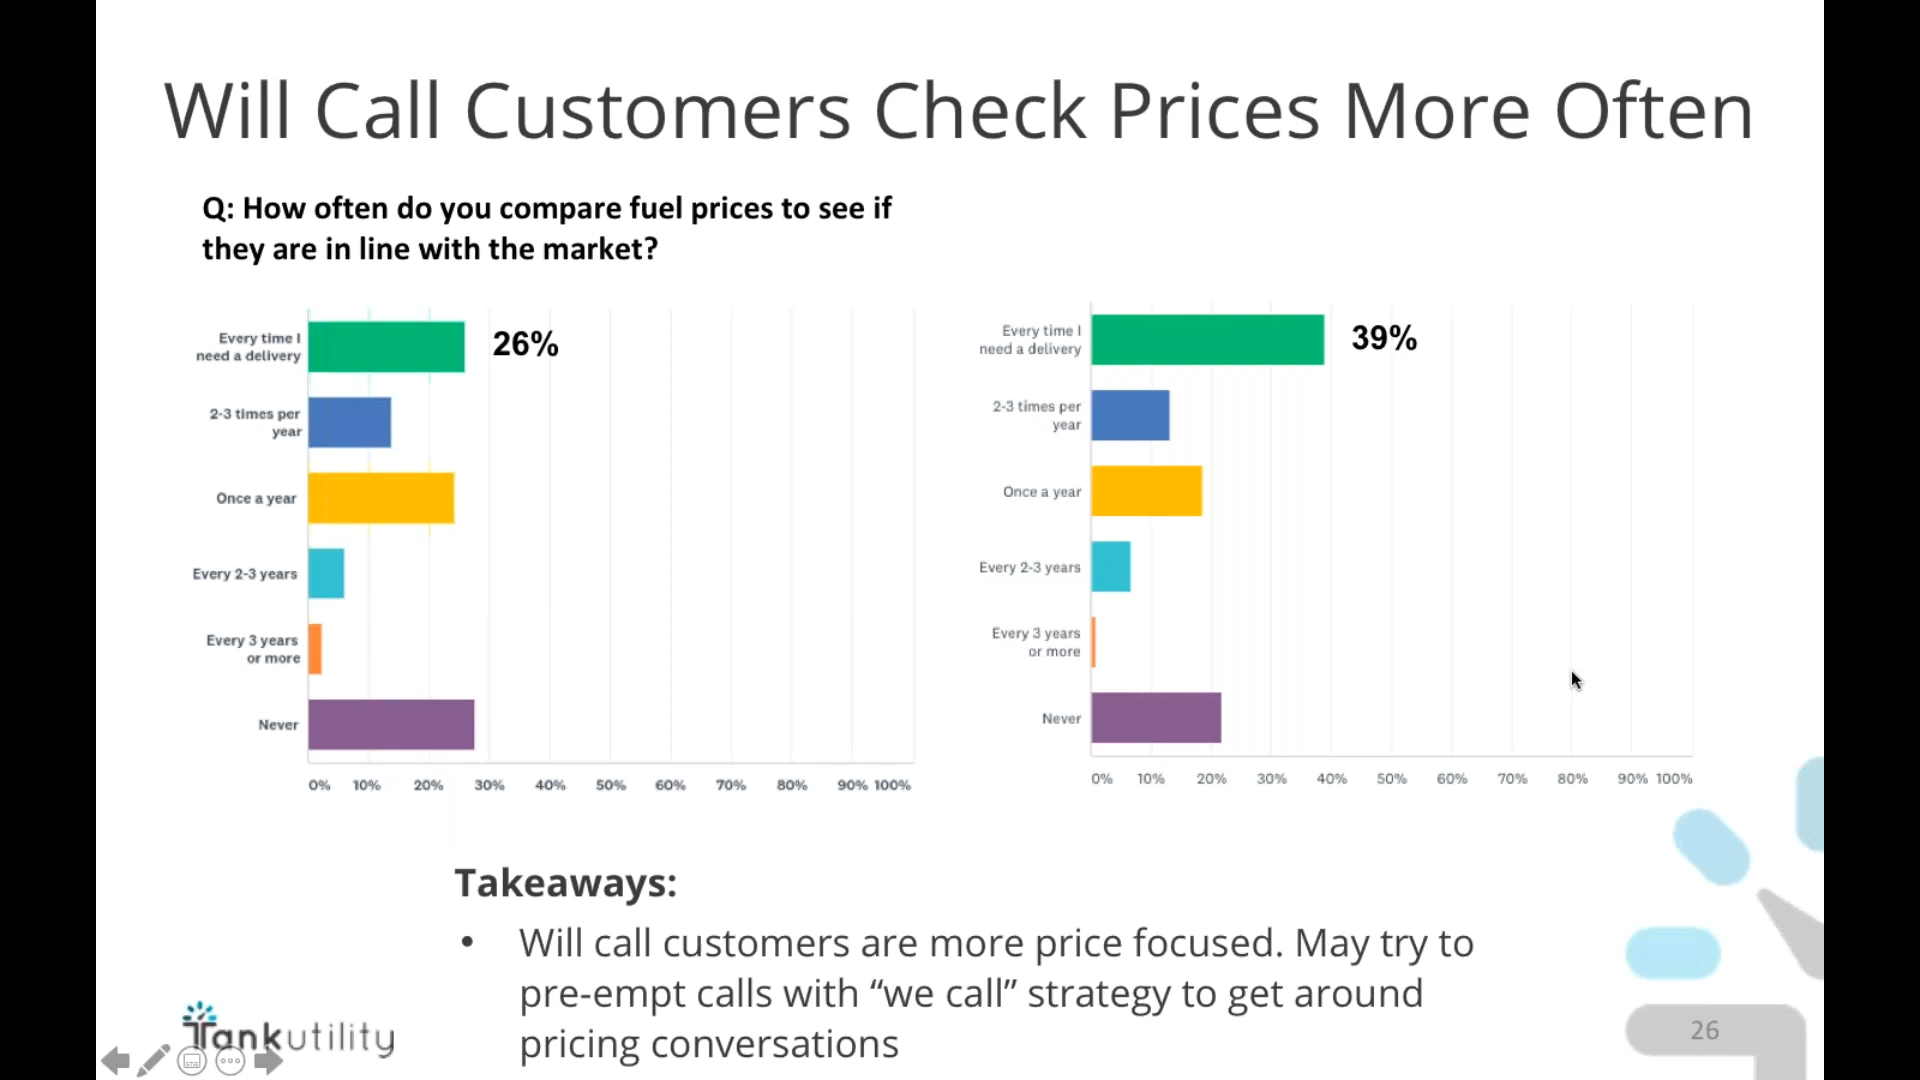 Will Call Customers Check Prices More Often
Q: How often do you compare fuel prices to see if
they are in line with the market?
Every time I
need a delivery
26%
2-3 times per
year
Once a year
Every 2-3 years
Every 3 years
or more
Never
0% 10% 20% 30% 40% 50% 60% 70% 80% 90% 100%
Every time I
need a delivery
39%
2-3 times per
year
Once a year
Every 2-3 years
Every 3 years
or more
Never
0% 10% 20% 30% 40% 50% 60% 70% 80% 90% 100%
Takeaways:
• Will call customers are more price focused. May try to
pre-empt calls with “we call” strategy to get around
pricing conversations
Tankutility
26